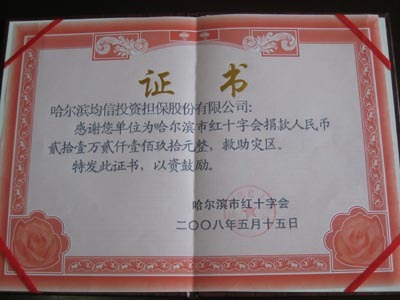 证 书
哈尔滨均信投资担保股份有限公司:
感谢您单位为哈尔滨市红十字会捐款人民币
贰拾壹万贰仟壹佰玖拾元整，救助灾区。
特发此证书，以资鼓励。
哈尔滨市红十字会
二〇〇八年五月十五日